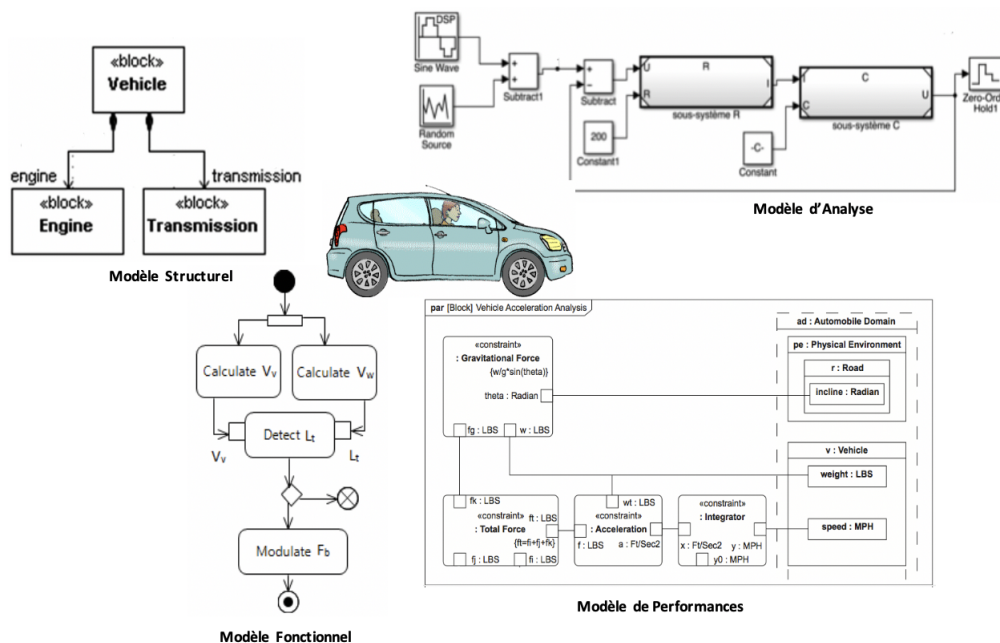 «block»
Vehicle
engine
transmission
«block»
Engine
«block»
Transmission
Modèle Structurel
DSP
Sine Wave
Random
Source
+
+
Subtract1
+
−
Subtract
200
Constant1
U
R
R
I
sous-système R
-C-
Constant
I
C
C
U
sous-système C
Zero-Ord
Hold1
Modèle d'Analyse
Calculate Vv
Calculate Vw
Detect Lt
Vv
Lt
Modulate Fb
Modèle Fonctionnel
par [Block] Vehicle Acceleration Analysis
«constraint»
: Gravitational Force
{w/g*sin(theta)}
theta : Radian
fg : LBS
w : LBS
ad : Automobile Domain
pe : Physical Environment
r : Road
incline : Radian
v : Vehicle
weight : LBS
speed : MPH
fk : LBS
«constraint»
ft : LBS
: Total Force
{ft=fi+fj+fk}
fj : LBS
fi : LBS
wt : LBS
«constraint»
: Acceleration
f : LBS
a : Ft/Sec2
«constraint»
: Integrator
x : Ft/Sec2
y : MPH
y0 : MPH
Modèle de Performances